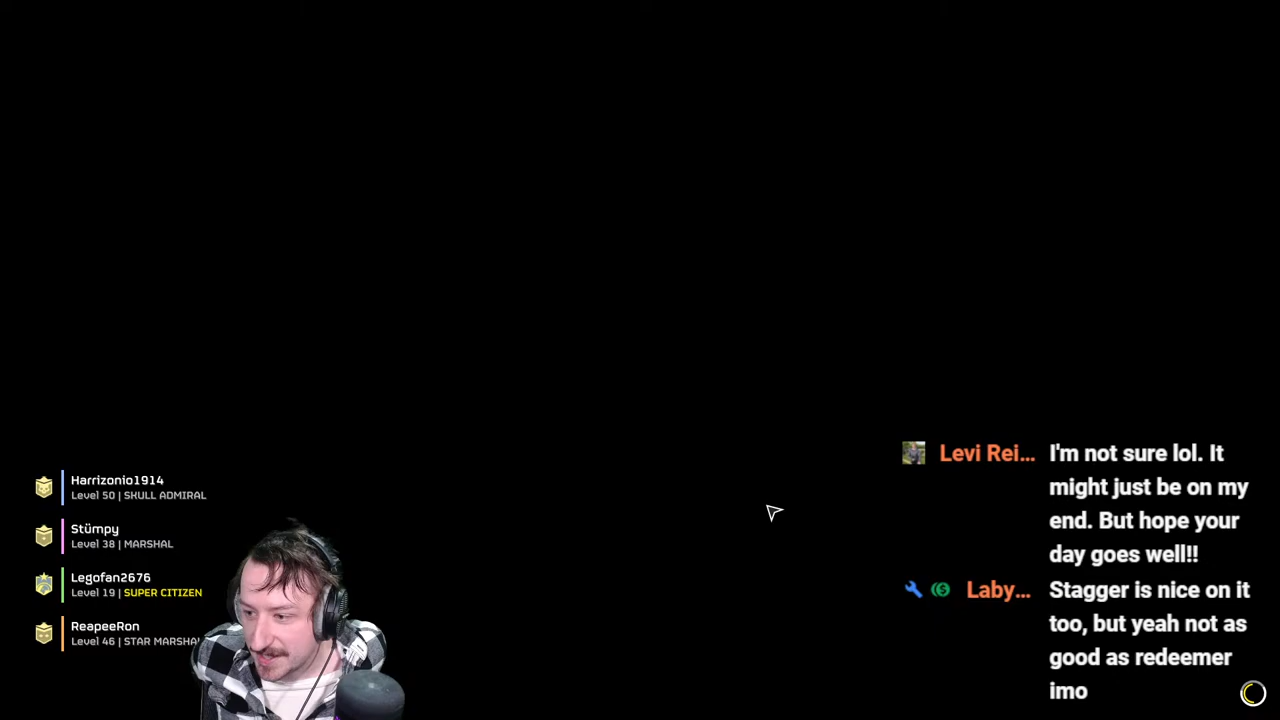 Harrizonio1914
Level 50 | SKULL ADMIRAL
Stümpy
Level 38 | MARSHAL
Legofan2676
Level 19 | SUPER CITIZEN
ReapeeRon
Level 46 | STAR MARSHAL
Levi Rei... I'm not sure lol. It
might just be on my
end. But hope your
day goes well!!
Laby... Stagger is nice on it
too, but yeah not as
good as redeemer
imo